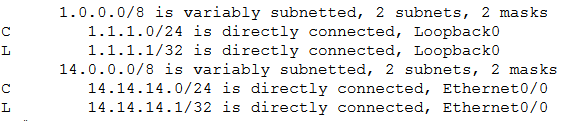 1.0.0.0/8 is variably subnetted, 2 subnets, 2 masks
C        1.1.1.0/24 is directly connected, Loopback0
L        1.1.1.1/32 is directly connected, Loopback0
      14.0.0.0/8 is variably subnetted, 2 subnets, 2 masks
C        14.14.14.0/24 is directly connected, Ethernet0/0
L        14.14.14.1/32 is directly connected, Ethernet0/0